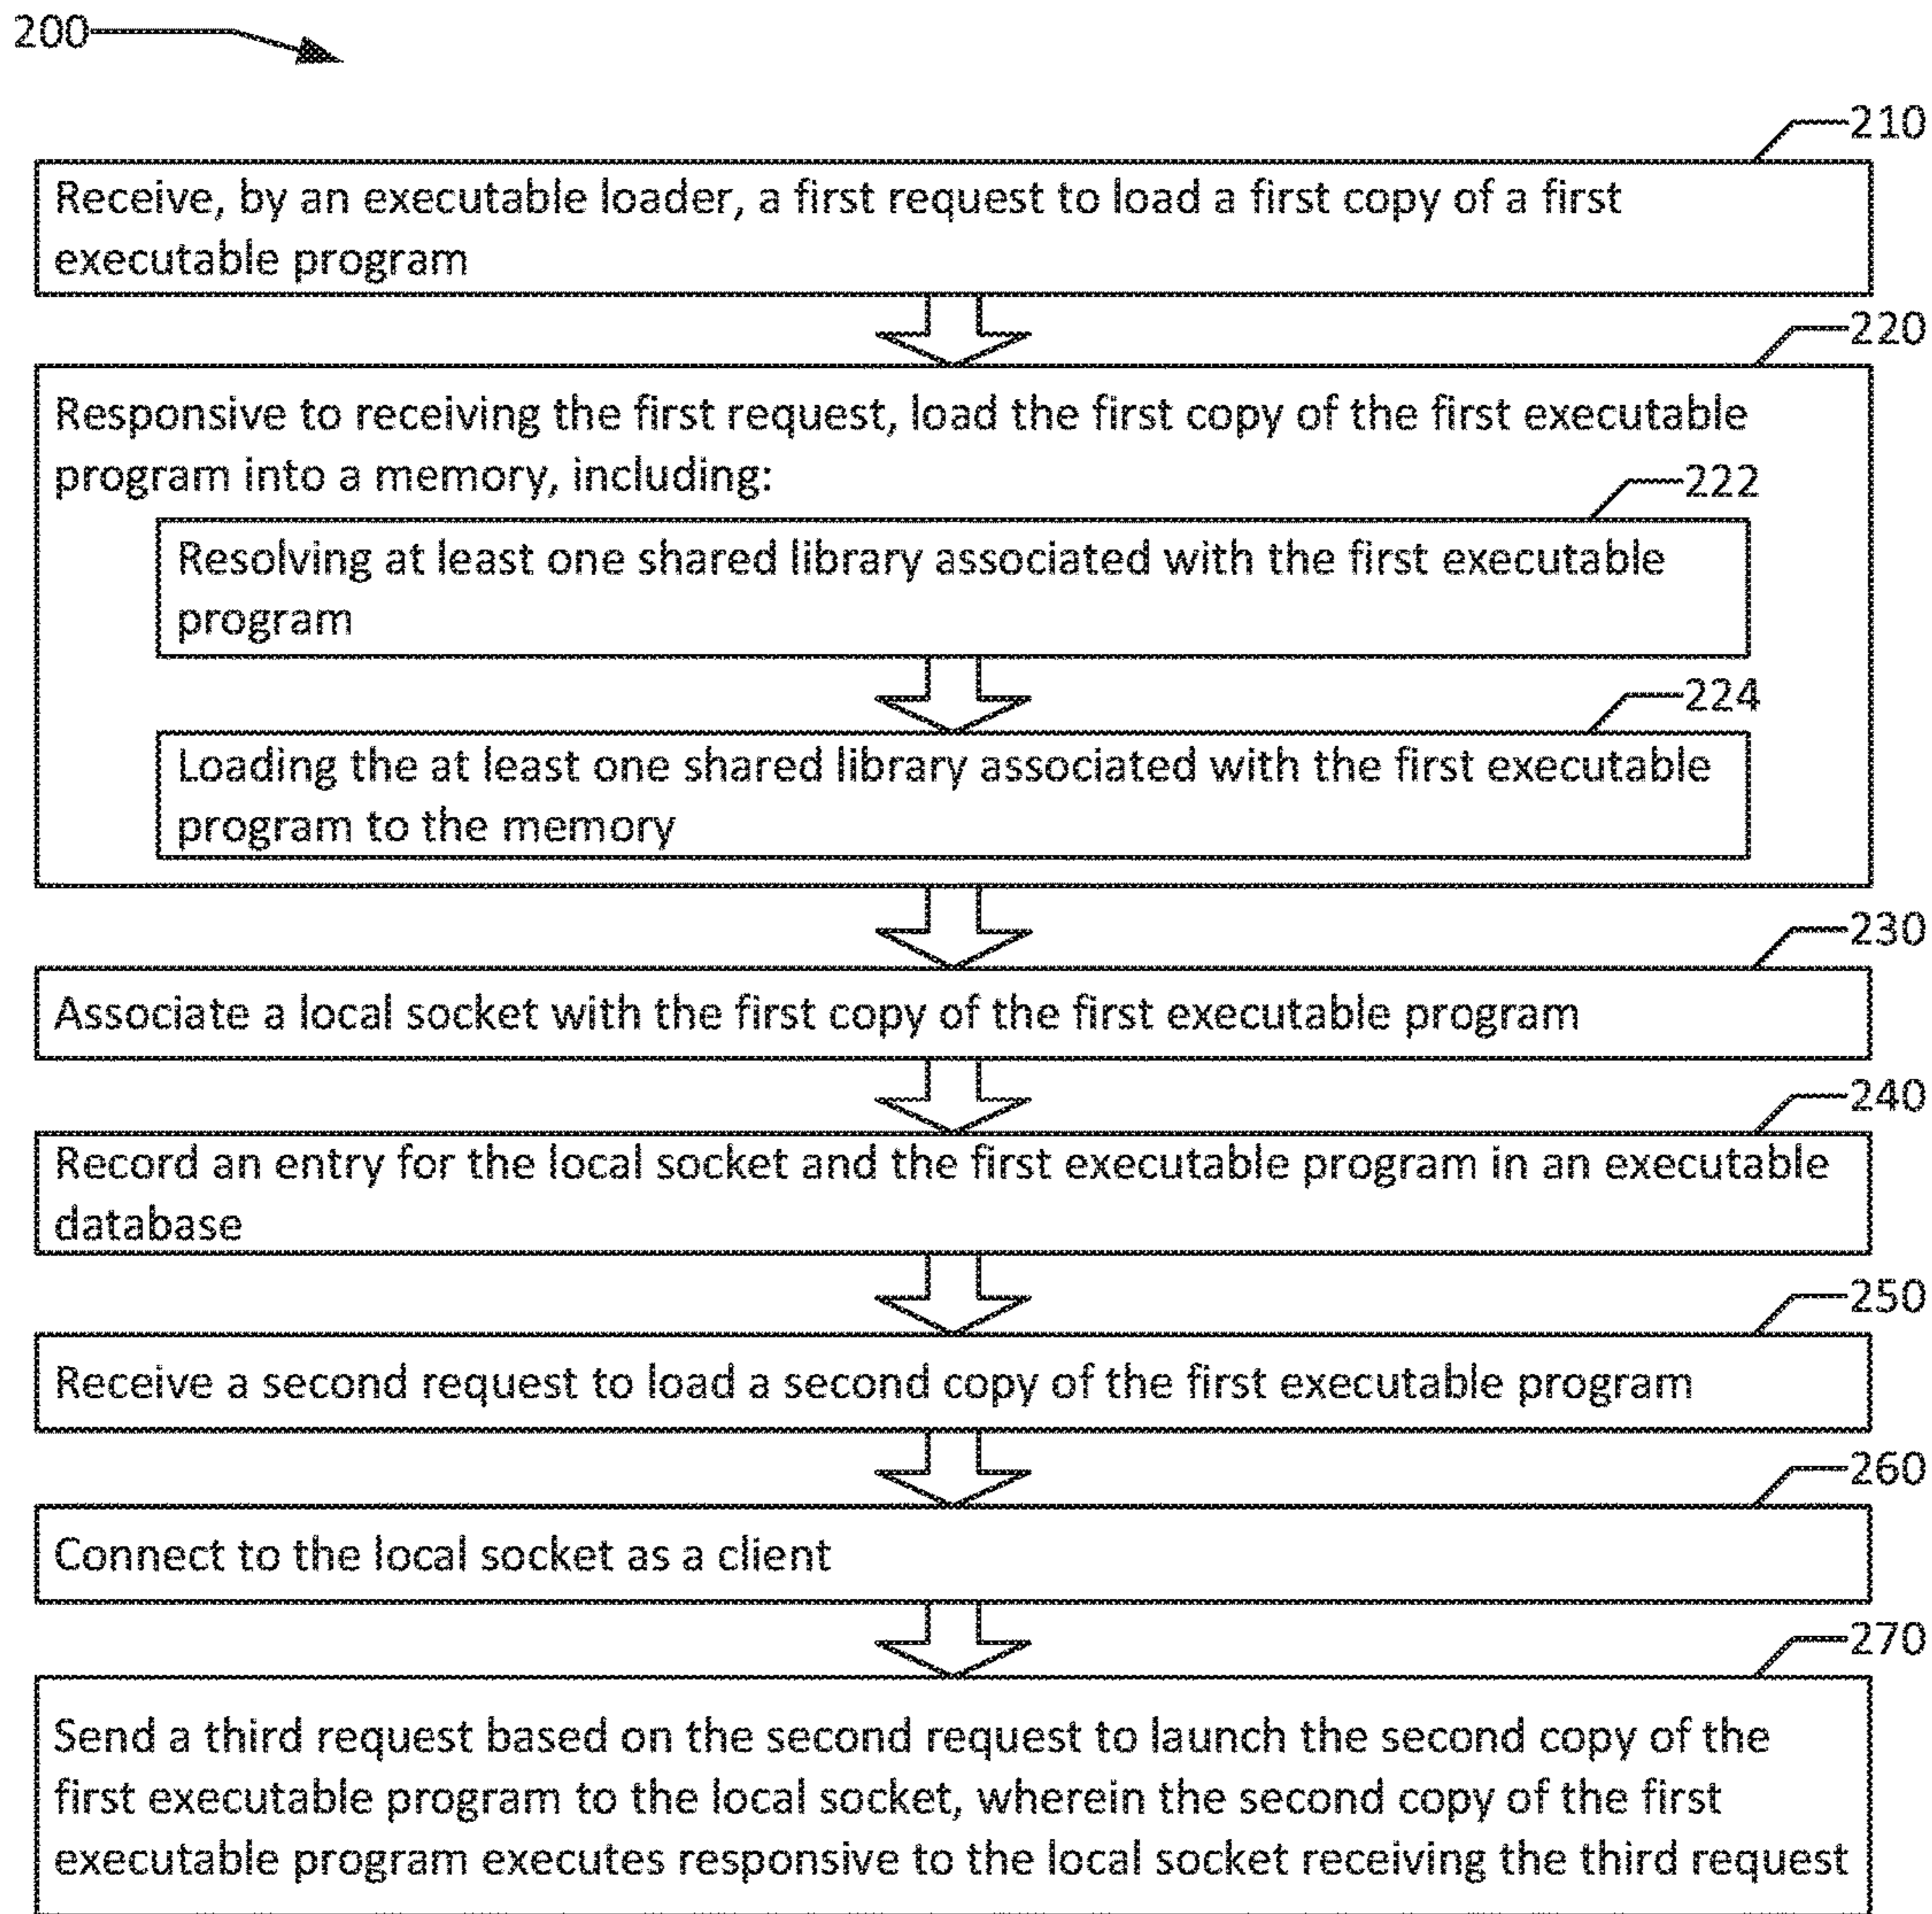 200
210
Receive, by an executable loader, a first request to load a first copy of a first
executable program
220
Responsive to receiving the first request, load the first copy of the first executable
program into a memory, including:
222
Resolving at least one shared library associated with the first executable
program
224
Loading the at least one shared library associated with the first executable
program to the memory
230
Associate a local socket with the first copy of the first executable program
240
Record an entry for the local socket and the first executable program in an executable
database
250
Receive a second request to load a second copy of the first executable program
260
Connect to the local socket as a client
270
Send a third request based on the second request to launch the second copy of the
first executable program to the local socket, wherein the second copy of the first
executable program executes responsive to the local socket receiving the third request